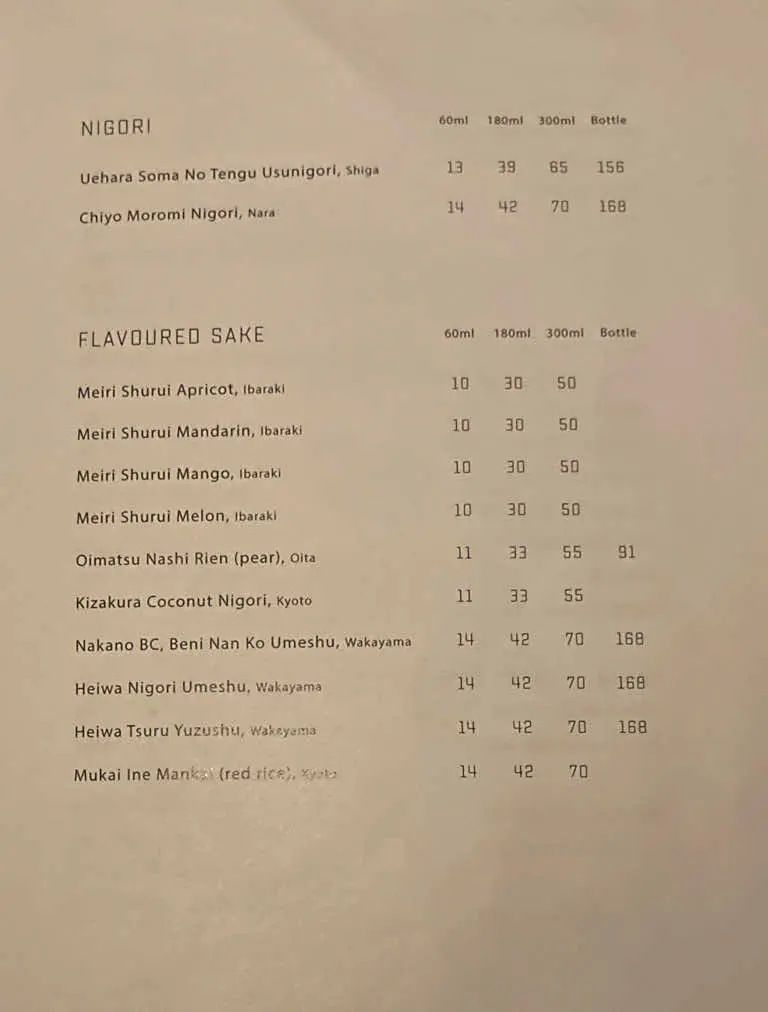 NIGORI 60ml 180ml 300ml Bottle
Uehara Soma No Tengu Usunigori, Shiga 13 39 65 156
Chiyo Moromi Nigori, Nara 14 42 70 168
FLAVOURED SAKE 60ml 180ml 300ml Bottle
Meiri Shurui Apricot, Ibaraki 10 30 50
Meiri Shurui Mandarin, Ibaraki 10 30 50
Meiri Shurui Mango, Ibaraki 10 30 50
Meiri Shurui Melon, Ibaraki 10 30 50
Oimatsu Nashi Rien (pear), Oita 11 33 55 91
Kizakura Coconut Nigori, Kyoto 11 33 55
Nakano BC, Beni Nan Ko Umeshu, Wakayama 14 42 70 168
Heiwa Nigori Umeshu, Wakayama 14 42 70 168
Heiwa Tsuru Yuzushu, Wakayama 14 42 70 168
Mukai Ine (red rice), Kyoto 14 42 70